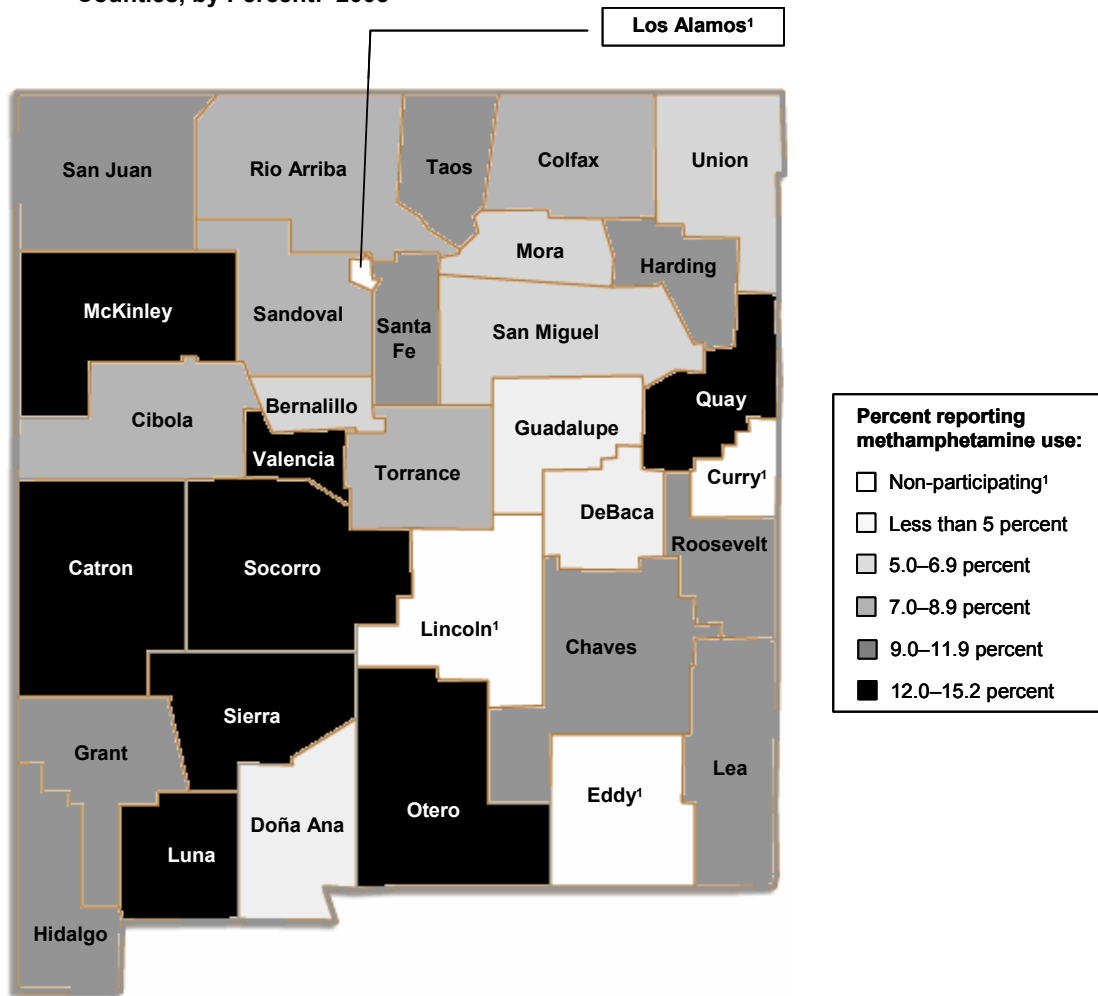 Counties, by
Los Alamos¹
San Juan
Rio Arriba
Taos
Colfax
Union
Mora
Harding
McKinley
Sandoval
Santa
Fe
San Miguel
Quay
Cibola
Bernalillo
Guadalupe
Valencia
Torrance
Curry¹
DeBaca
Roosevelt
Catron
Socorro
Lincoln¹
Chaves
Sierra
Grant
Lea
Eddy¹
Otero
Doña Ana
Luna
Hidalgo
Percent reporting
methamphetamine use:
Non-participating¹
Less than 5 percent
5.0–6.9 percent
7.0–8.9 percent
9.0–11.9 percent
12.0–15.2 percent